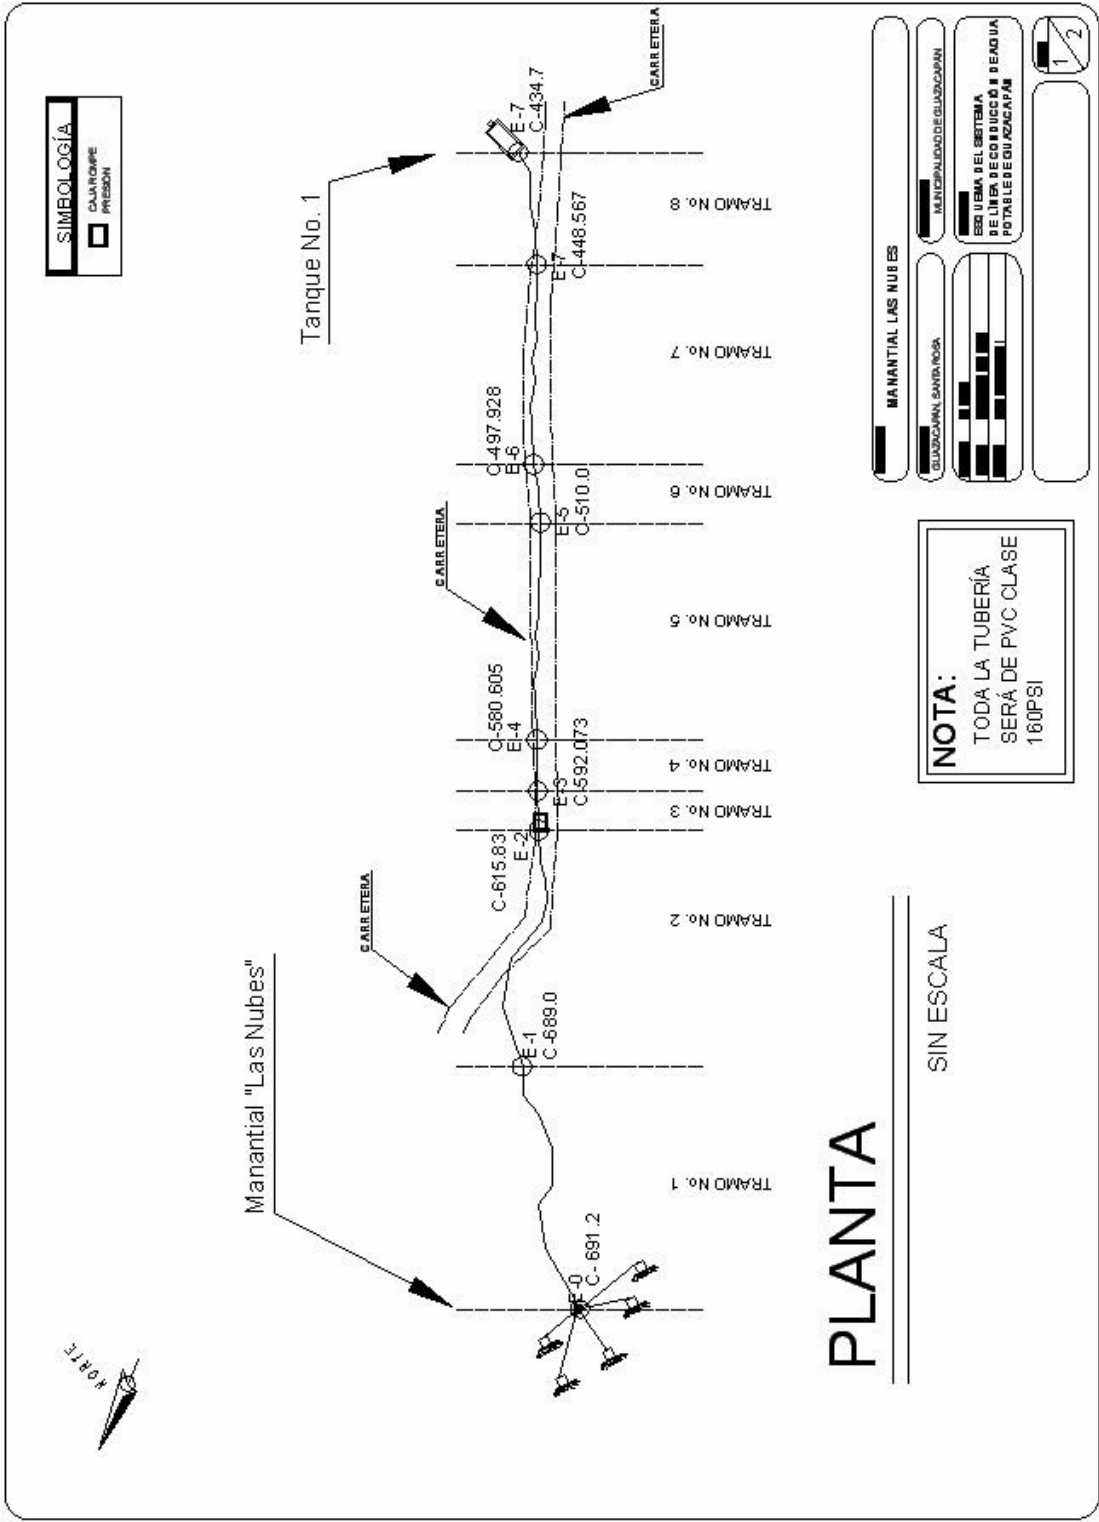 SIMBOLOGÍA
CAJA ROMPE
PRESIÓN
NORTE
Manantial "Las Nubes"
Tanque No. 1
CARRETERA
CARRETERA
CARRETERA
E-0
C- 691.2
E-1
C-689.0
C-615.83
E-2
E-3
C-592.073
C-580.605
E-4
E-5
C-510.0
C-497.928
E-6
E-7
C-448.567
E-7
C-434.7
TRAMO No. 1
TRAMO No. 2
TRAMO No. 3
TRAMO No. 4
TRAMO No. 5
TRAMO No. 6
TRAMO No. 7
TRAMO No. 8
PLANTA
SIN ESCALA
NOTA:
TODA LA TUBERÍA
SERÁ DE PVC CLASE
160PSI
MANANTIAL LAS NUBES
GUAZACAPAN, SANTA ROSA
MUNICIPALIDAD DE GUAZACAPAN
ESQUEMA DEL SISTEMA
DE LÍNEA DE CONDUCCIÓN DE AGUA
POTABLE DE GUAZACAPÁN
1/2